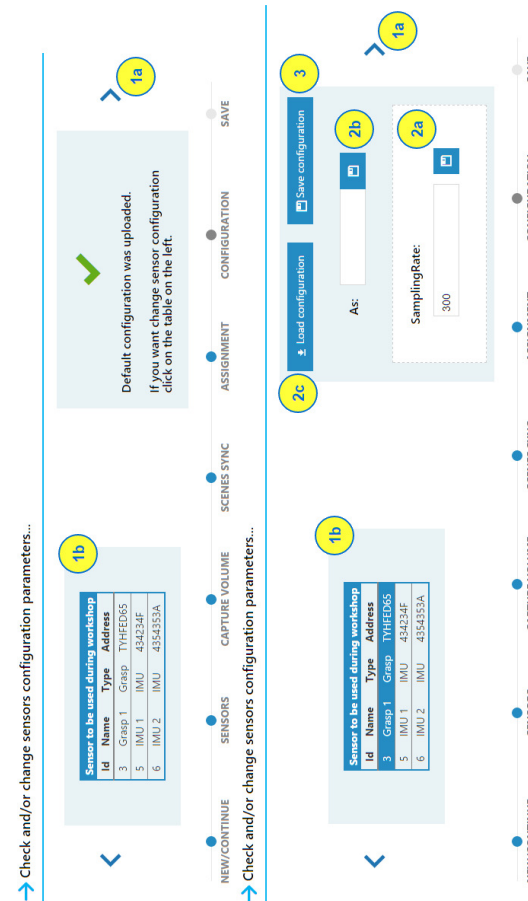 Check and/or change sensors configuration parameters...
1b
Sensor to be used during workshop
Id Name Type Address
3 Grasp 1 Grasp TYHFED65
5 IMU 1 IMU 434234F
6 IMU 2 IMU 4354353A
Default configuration was uploaded.
If you want change sensor configuration
click on the table on the left.
1a
NEW/CONTINUE SENSORS CAPTURE VOLUME SCENES SYNC ASSIGNMENT CONFIGURATION SAVE
Check and/or change sensors configuration parameters...
1b
Sensor to be used during workshop
Id Name Type Address
3 Grasp 1 Grasp TYHFED65
5 IMU 1 IMU 434234F
6 IMU 2 IMU 4354353A
2c
Load configuration
Save configuration
3
As:
2b
SamplingRate:
2a
300
1a